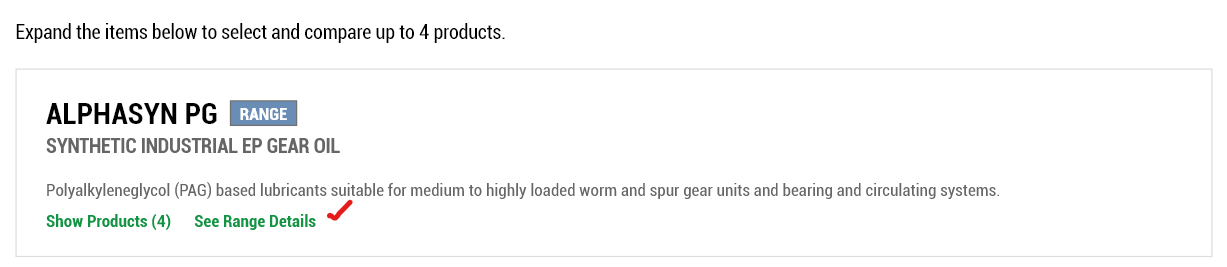 Expand the items below to select and compare up to 4 products.
ALPHASYN PG RANGE
SYNTHETIC INDUSTRIAL EP GEAR OIL
Polyalkyleneglycol (PAG) based lubricants suitable for medium to highly loaded worm and spur gear units and bearing and circulating systems.
Show Products (4) See Range Details